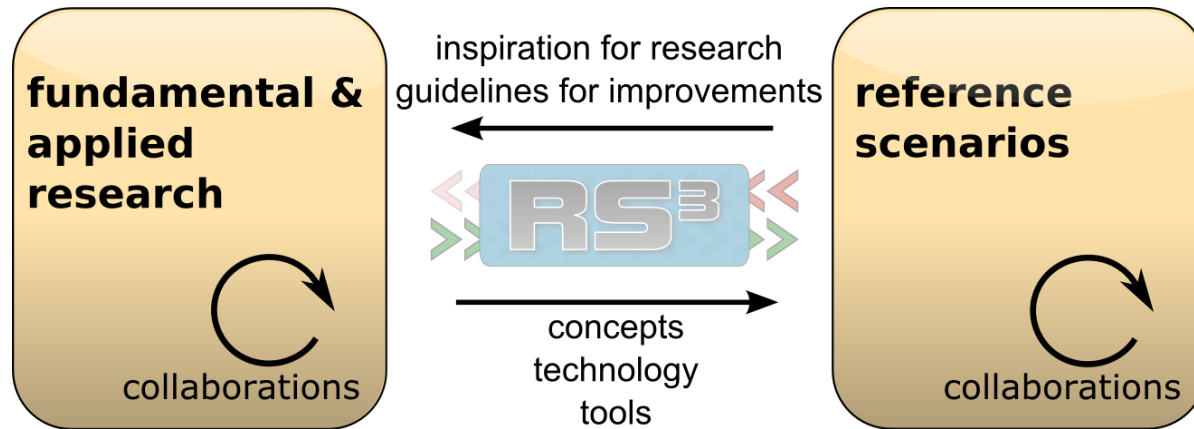 fundamental &
applied
research
collaborations
inspiration for research
guidelines for improvements
RS³
concepts
technology
tools
reference
scenarios
collaborations